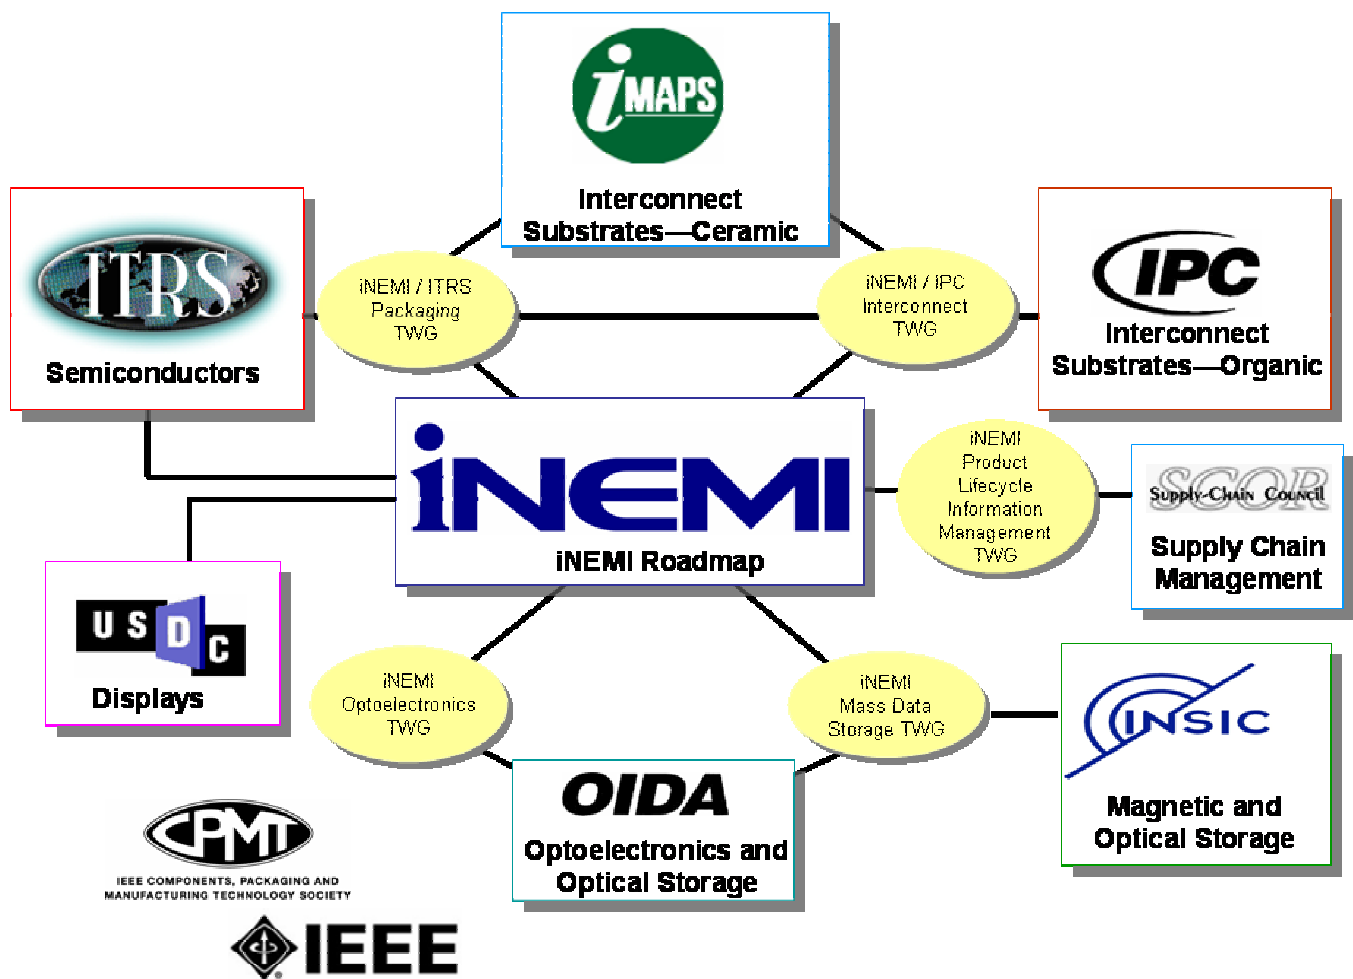 iMAPS
Interconnect
Substrates—Ceramic
ITRS
Semiconductors
iNEMI / ITRS
Packaging
TWG
iNEMI / IPC
Interconnect
TWG
IPC
Interconnect
Substrates—Organic
iNEMI
iNEMI Roadmap
iNEMI
Product
Lifecycle
Information
Management
TWG
SCOR
Supply-Chain Council
Supply Chain
Management
USDC
Displays
iNEMI
Optoelectronics
TWG
iNEMI
Mass Data
Storage TWG
INSIC
Magnetic and
Optical Storage
OIDA
Optoelectronics and
Optical Storage
CPMT
IEEE COMPONENTS, PACKAGING AND
MANUFACTURING TECHNOLOGY SOCIETY
IEEE